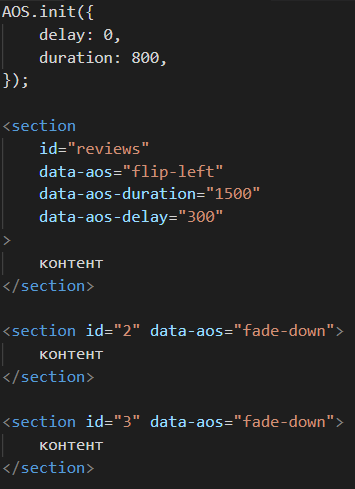 AOS.init({
    delay: 0,
    duration: 800,
});

<section
    id="reviews"
    data-aos="flip-left"
    data-aos-duration="1500"
    data-aos-delay="300"
>
    контент
</section>

<section id="2" data-aos="fade-down">
    контент
</section>

<section id="3" data-aos="fade-down">
    контент
</section>